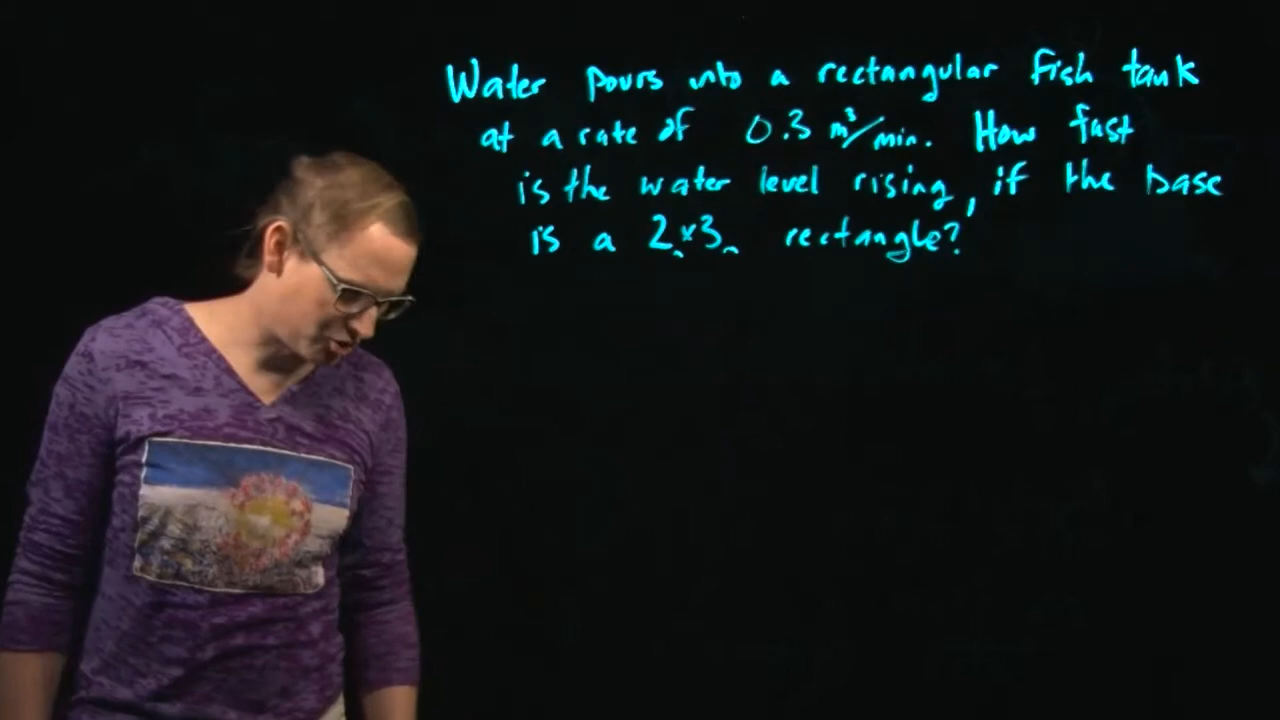 Water pours into a rectangular fish tank
at a rate of 0.3 m³/min. How fast
is the water level rising, if the base
is a 2m×3m rectangle?